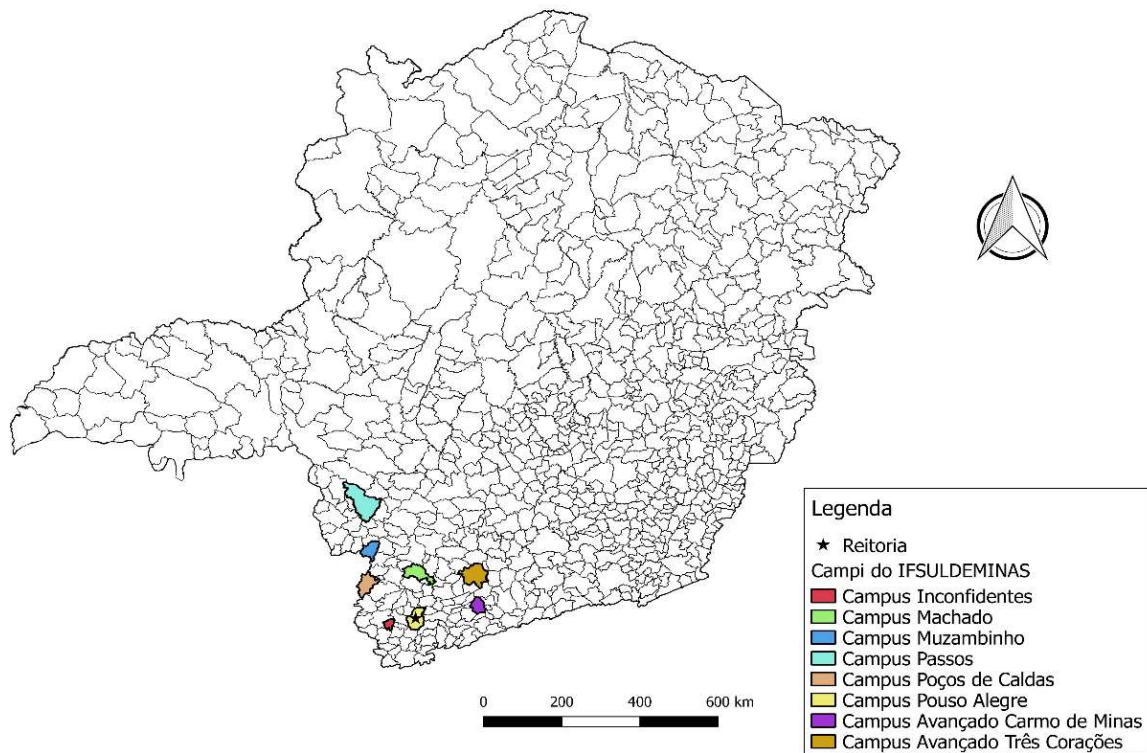 Legenda
Reitoria
Campi do IFSULDEMINAS
Campus Inconfidentes
Campus Machado
Campus Muzambinho
Campus Passos
Campus Poços de Caldas
Campus Pouso Alegre
Campus Avançado Carmo de Minas
Campus Avançado Três Corações
0 200 400 600 km